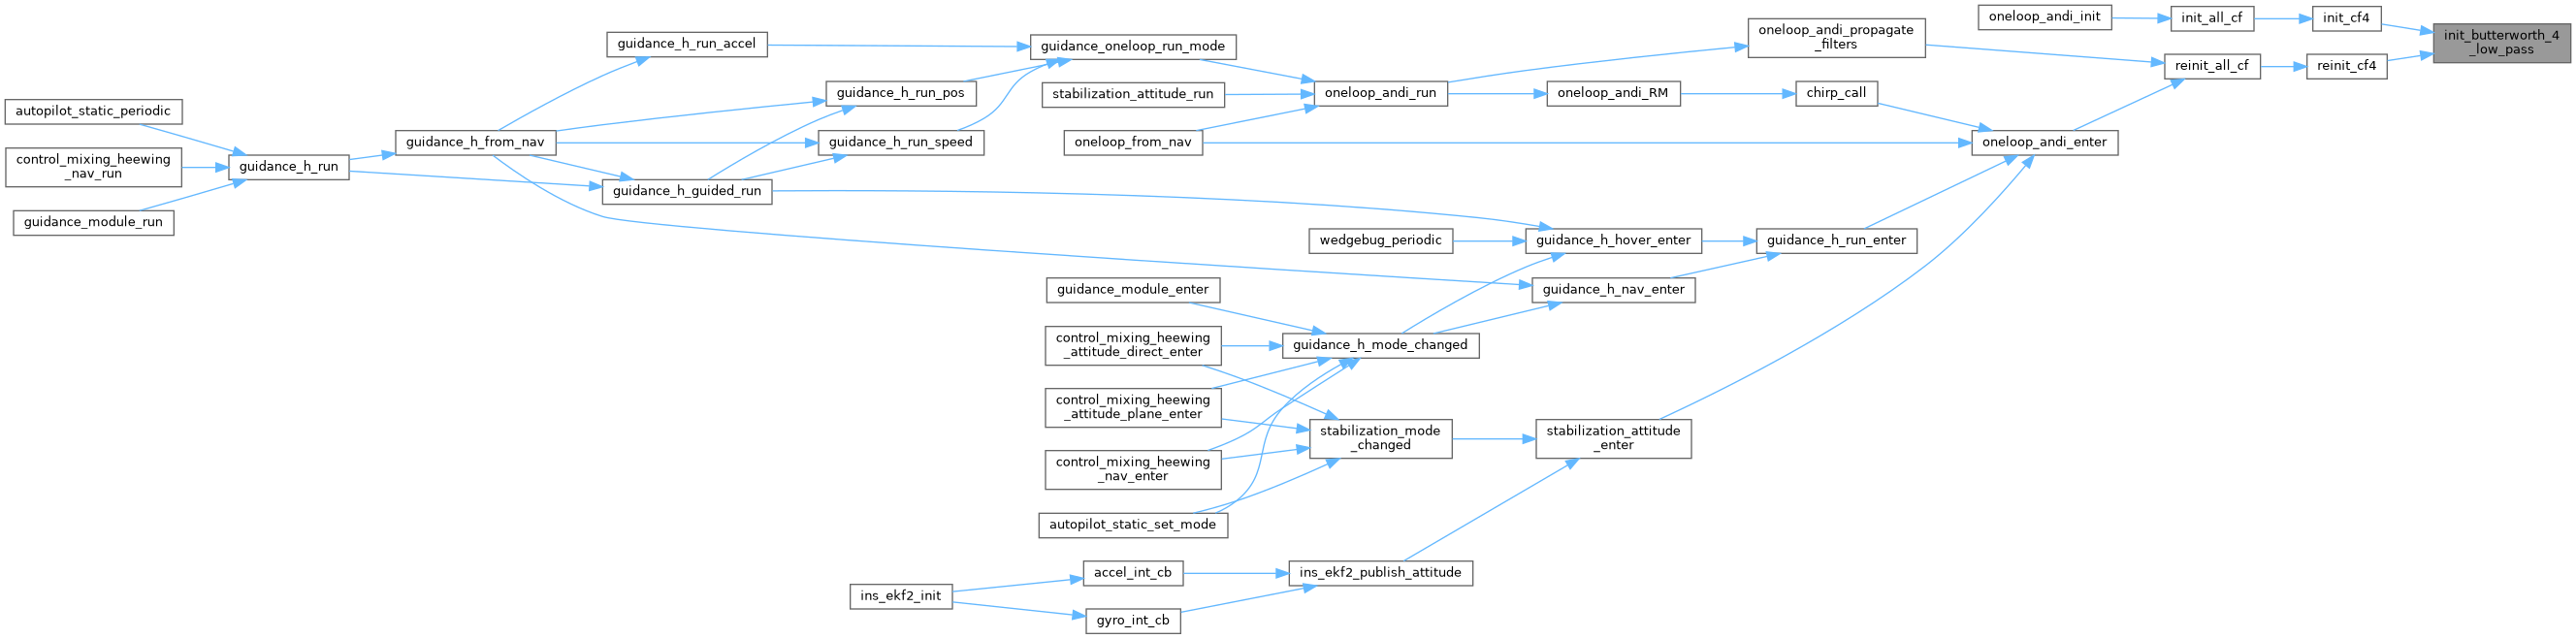 autopilot_static_periodic
control_mixing_heewing
_nav_run
guidance_module_run
guidance_h_run
guidance_h_from_nav
guidance_h_run_accel
guidance_h_run_pos
guidance_h_run_speed
guidance_h_guided_run
guidance_oneloop_run_mode
stabilization_attitude_run
oneloop_from_nav
oneloop_andi_run
oneloop_andi_RM
chirp_call
oneloop_andi_propagate
_filters
oneloop_andi_init
init_all_cf
init_cf4
init_butterworth_4
_low_pass
reinit_all_cf
reinit_cf4
oneloop_andi_enter
wedgebug_periodic
guidance_h_hover_enter
guidance_h_run_enter
guidance_h_nav_enter
guidance_module_enter
control_mixing_heewing
_attitude_direct_enter
guidance_h_mode_changed
control_mixing_heewing
_attitude_plane_enter
control_mixing_heewing
_nav_enter
stabilization_mode
_changed
stabilization_attitude
_enter
autopilot_static_set_mode
ins_ekf2_init
accel_int_cb
gyro_int_cb
ins_ekf2_publish_attitude